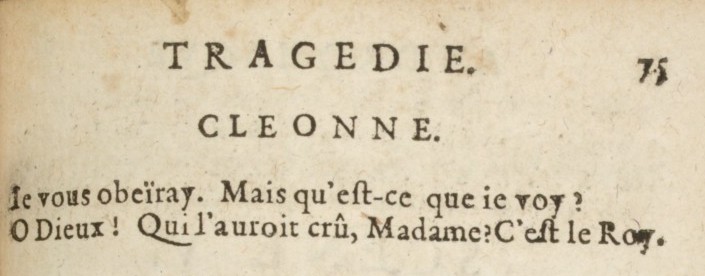 TRAGEDIE. 75
CLEONNE.
Ie vous obeïray. Mais qu'est-ce que ie voy ?
O Dieux ! Qui l'auroit crû, Madame? C'est le Roy.